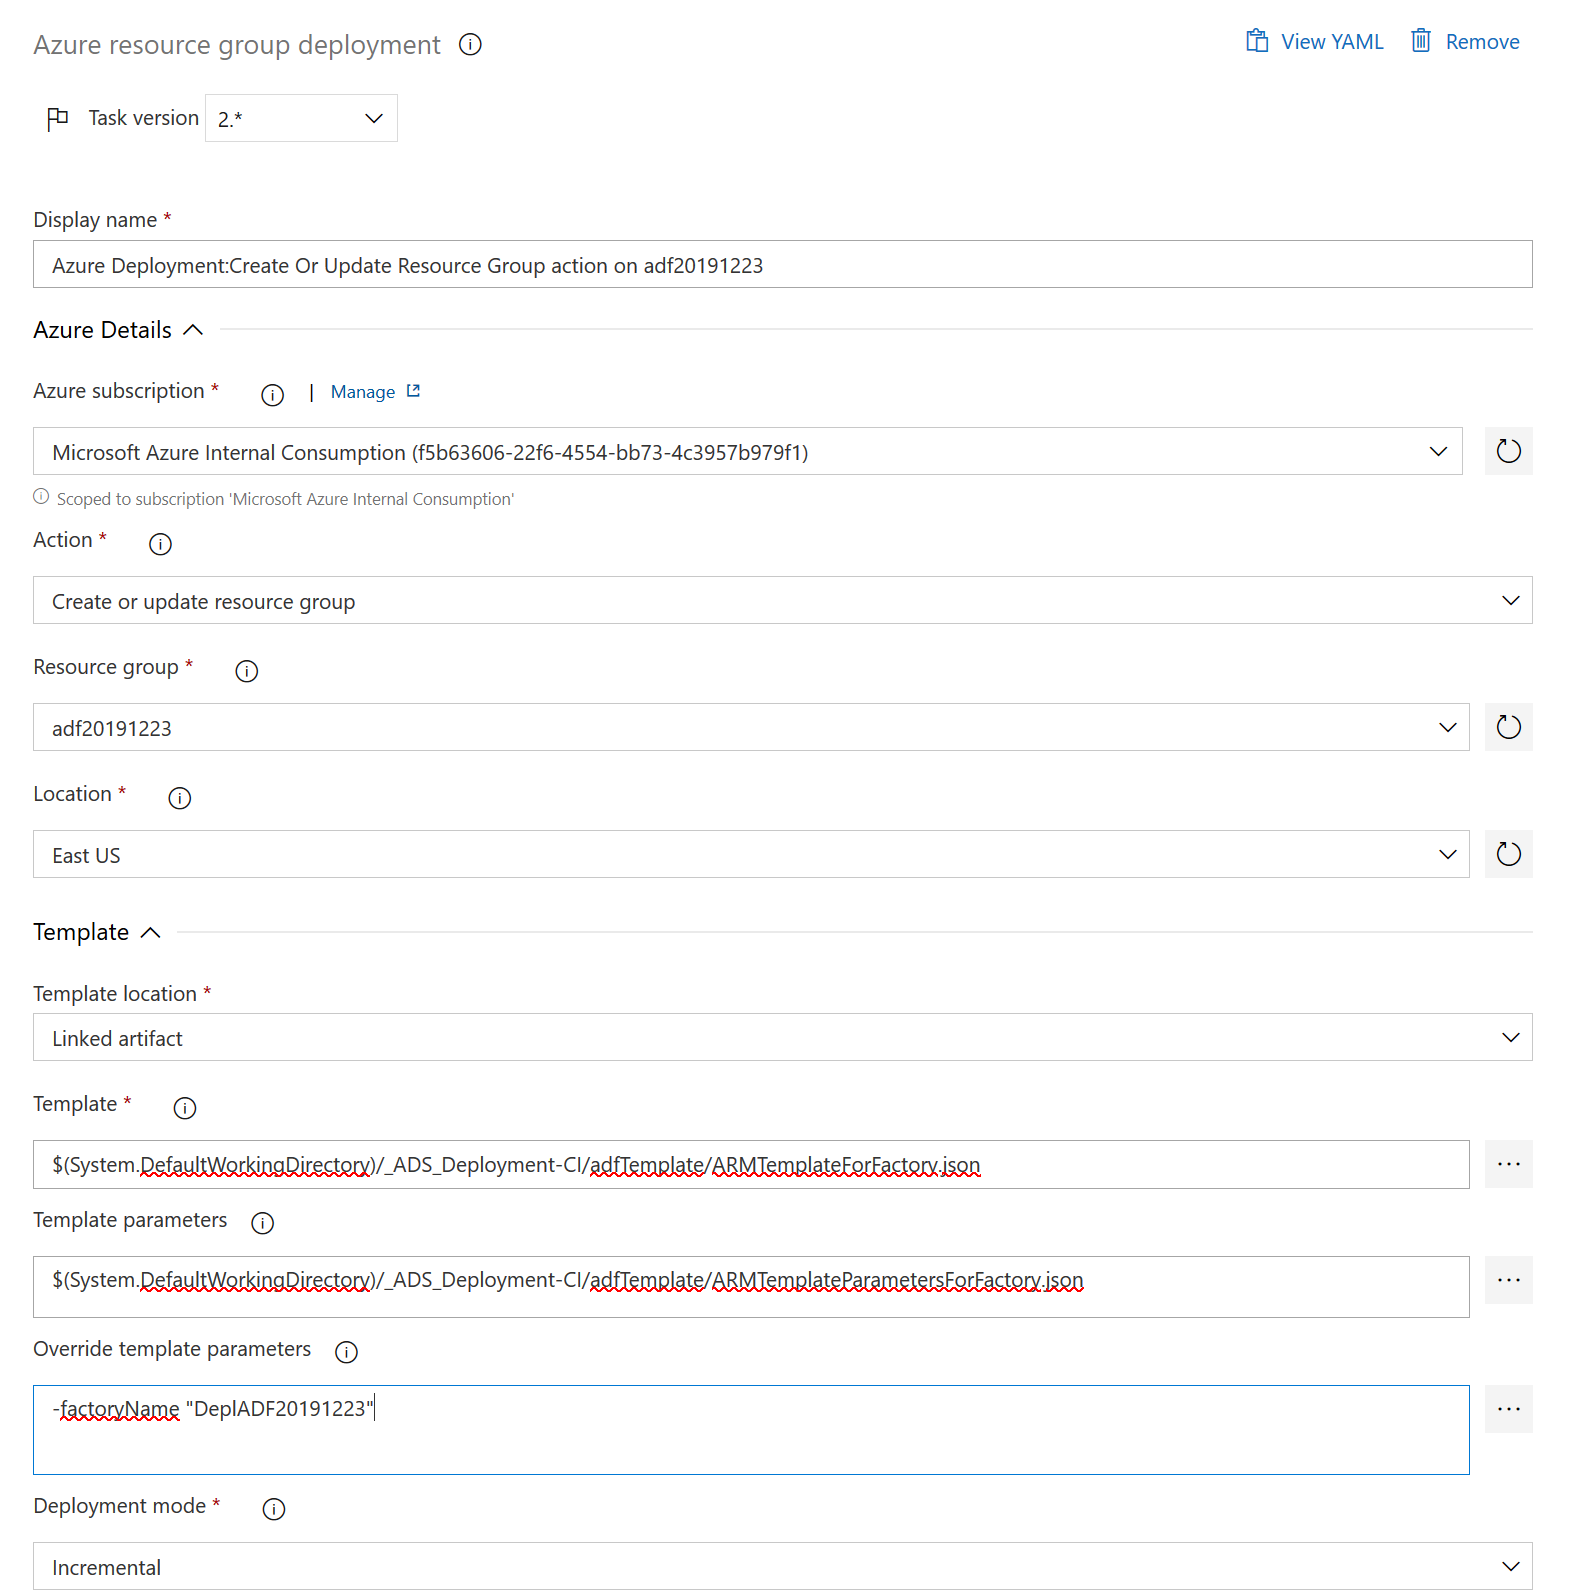 Azure resource group deployment
View YAML
Remove
Task version
2.*
Display name *
Azure Deployment:Create Or Update Resource Group action on adf20191223
Azure Details
Azure subscription *
| Manage
Microsoft Azure Internal Consumption (f5b63606-22f6-4554-bb73-4c3957b979f1)
Scoped to subscription 'Microsoft Azure Internal Consumption'
Action *
Create or update resource group
Resource group *
adf20191223
Location *
East US
Template
Template location *
Linked artifact
Template *
$(System.DefaultWorkingDirectory)/_ADS_Deployment-CI/adfTemplate/ARMTemplateForFactory.json
Template parameters
$(System.DefaultWorkingDirectory)/_ADS_Deployment-CI/adfTemplate/ARMTemplateParametersForFactory.json
Override template parameters
-factoryName "DeplADF20191223"
Deployment mode *
Incremental